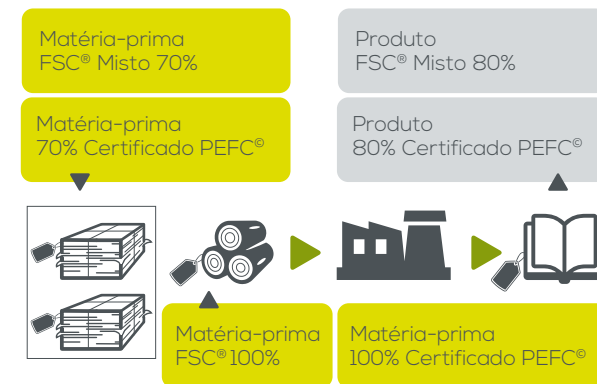 Matéria-prima
FSC® Misto 70%
Produto
FSC® Misto 80%
Matéria-prima
70% Certificado PEFC©
Produto
80% Certificado PEFC©
Matéria-prima
FSC® 100%
Matéria-prima
100% Certificado PEFC©